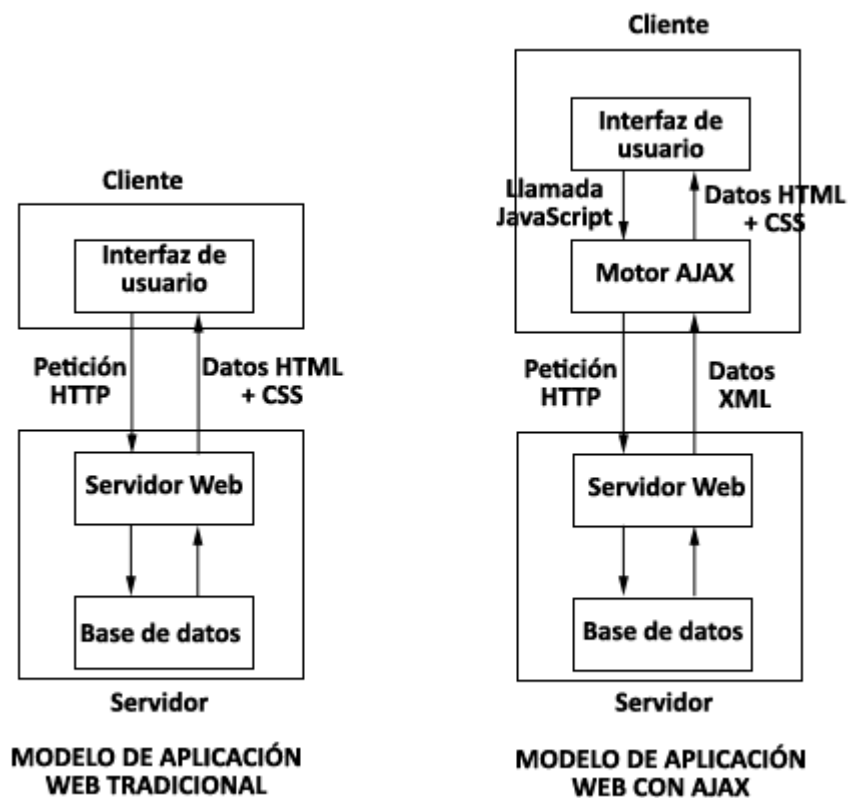 Cliente
Interfaz de
usuario
Petición
HTTP
Datos HTML
+ CSS
Servidor Web
Base de datos
Servidor
MODELO DE APLICACIÓN
WEB TRADICIONAL
Cliente
Interfaz de
usuario
Llamada
JavaScript
Datos HTML
+ CSS
Motor AJAX
Petición
HTTP
Datos
XML
Servidor Web
Base de datos
Servidor
MODELO DE APLICACIÓN
WEB CON AJAX